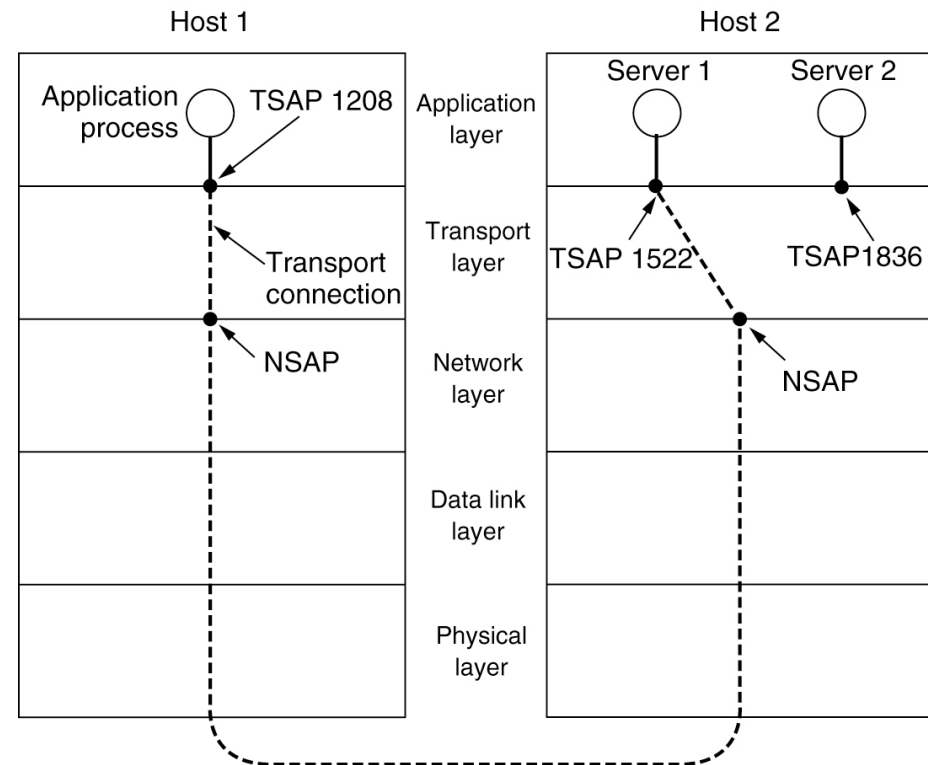 Host 1
Host 2
Application
process
TSAP 1208
Application
layer
Server 1
Server 2
Transport
connection
Transport
layer
TSAP 1522
TSAP1836
NSAP
Network
layer
NSAP
Data link
layer
Physical
layer